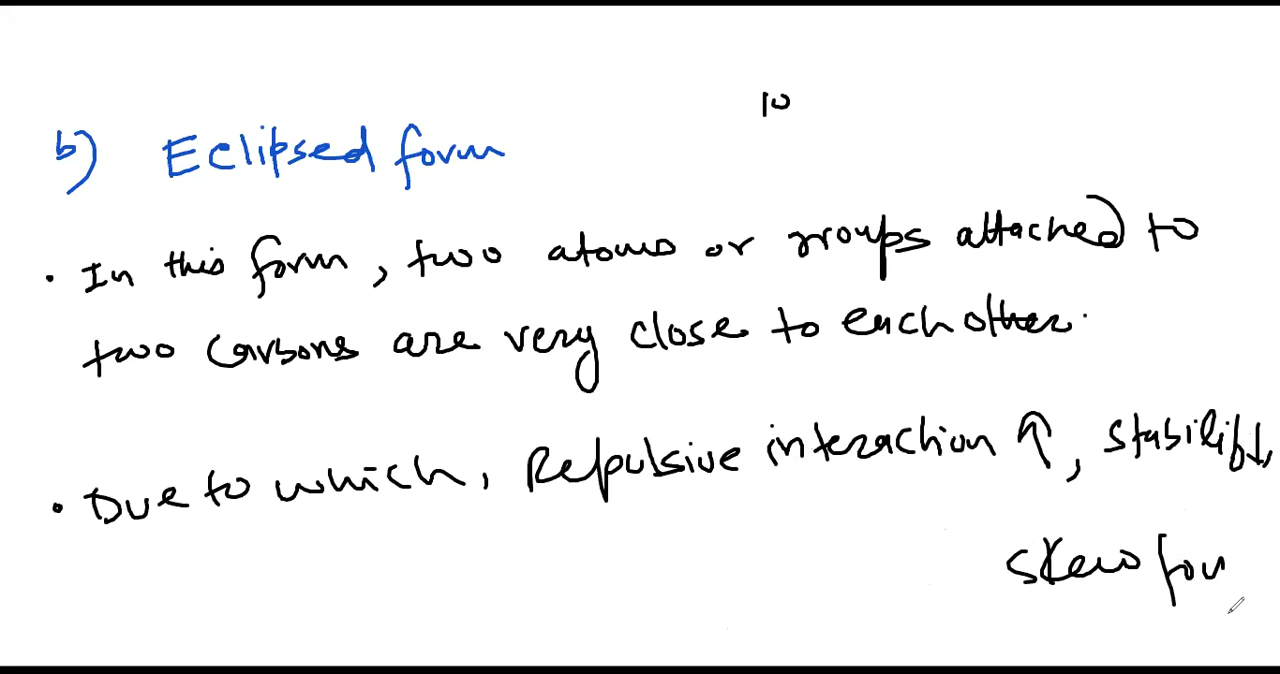 10
b) Eclipsed form
• In this form, two atoms or groups attached to
two carbons are very close to each other.
• Due to which, Repulsive interaction ↑, stability↓,
skew for